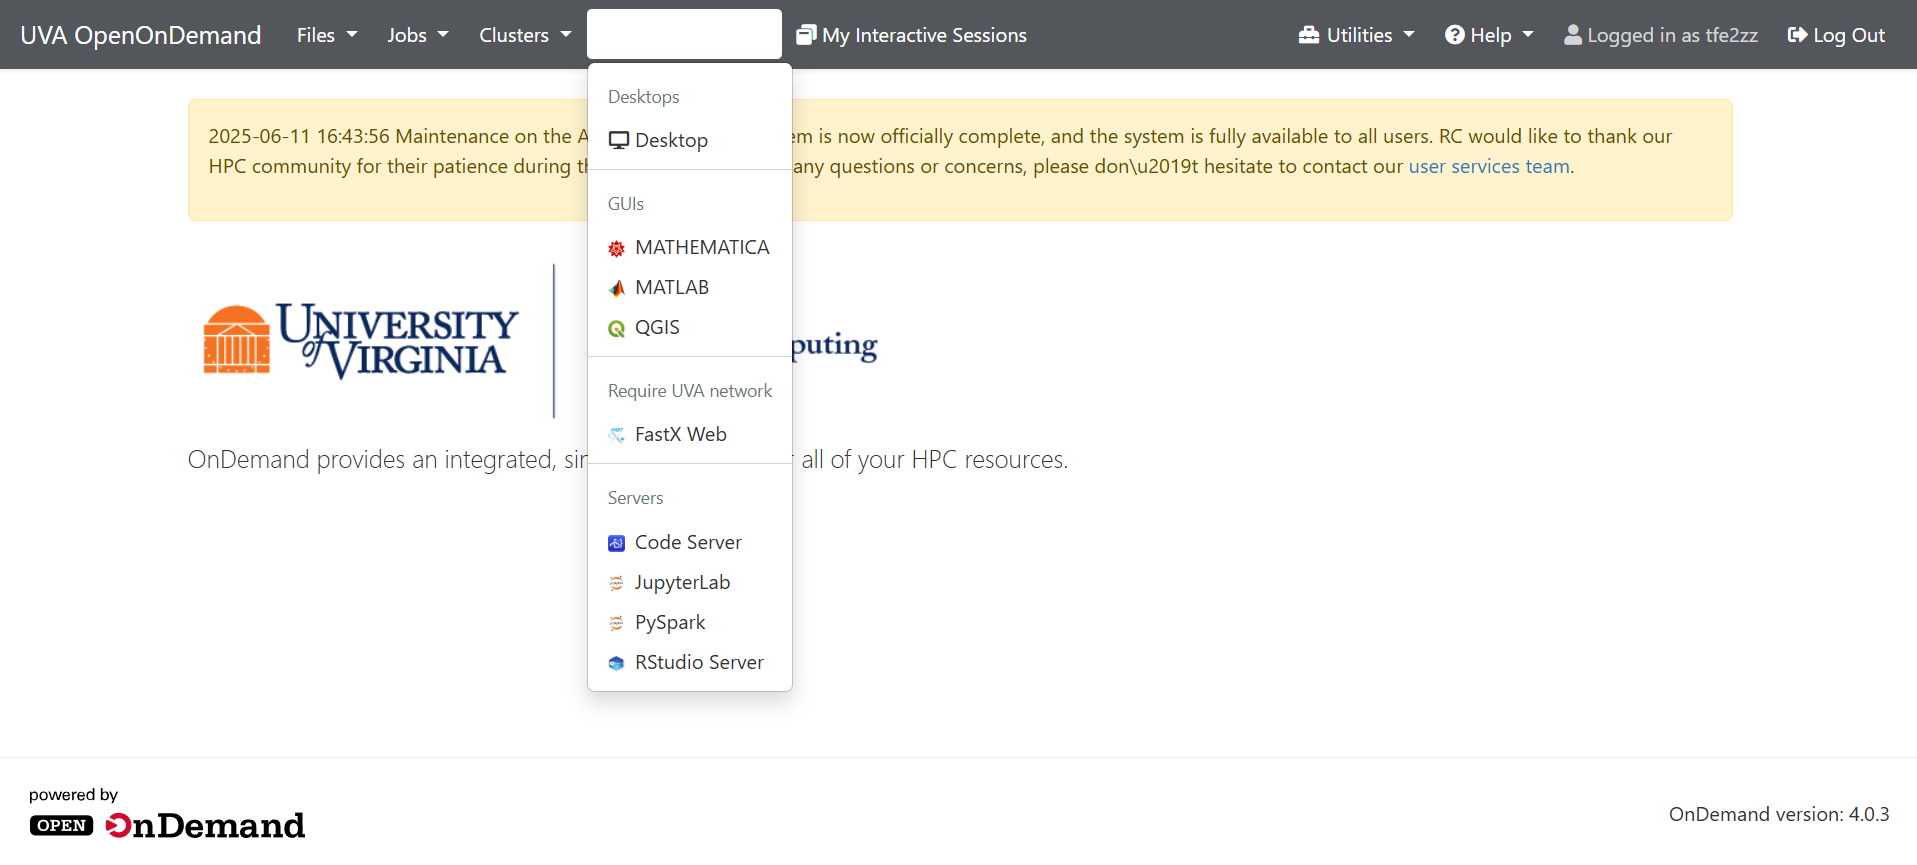 UVA OpenOnDemand Files Jobs Clusters My Interactive Sessions Utilities Help Logged in as tfe2zz Log Out
2025-06-11 16:43:56 Maintenance on the A em is now officially complete, and the system is fully available to all users. RC would like to thank our
HPC community for their patience during th any questions or concerns, please don\u2019t hesitate to contact our user services team.
Desktops
Desktop
GUIs
MATHEMATICA
MATLAB
QGIS
Require UVA network
FastX Web
Servers
Code Server
JupyterLab
PySpark
RStudio Server
UNIVERSITY
of VIRGINIA
puting
OnDemand provides an integrated, sin all of your HPC resources.
powered by
OPEN OnDemand
OnDemand version: 4.0.3